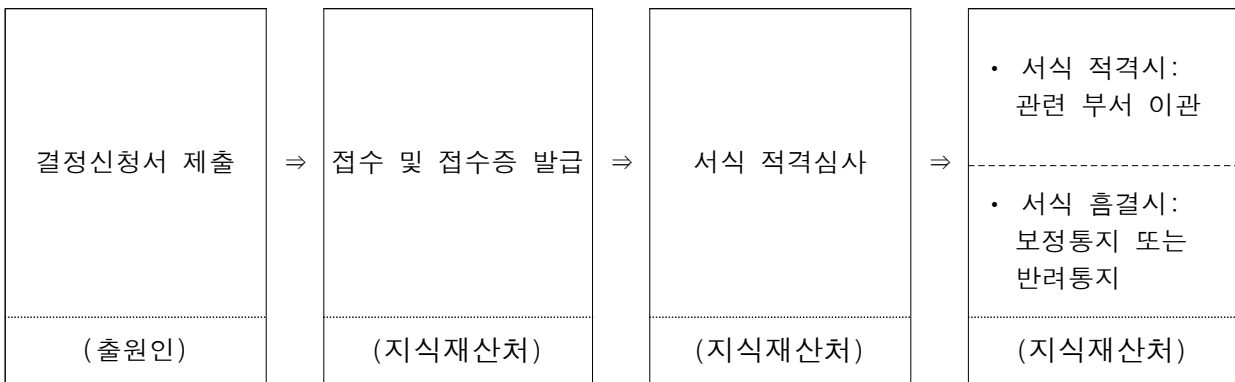 결정신청서 제출
(출원인)
⇒
접수 및 접수증 발급
(지식재산처)
⇒
서식 적격심사
(지식재산처)
⇒
• 서식 적격시:
관련 부서 이관
• 서식 흠결시:
보정통지 또는
반려통지
(지식재산처)